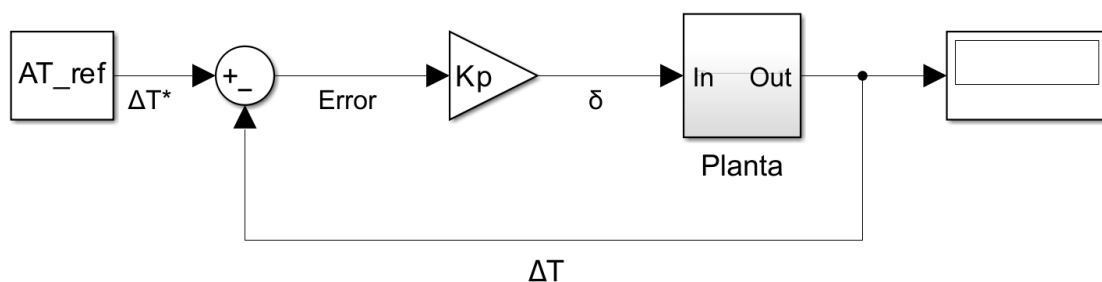 AT_ref
ΔT*
+
_
Error
Kp
δ
In
Out
Planta
ΔT